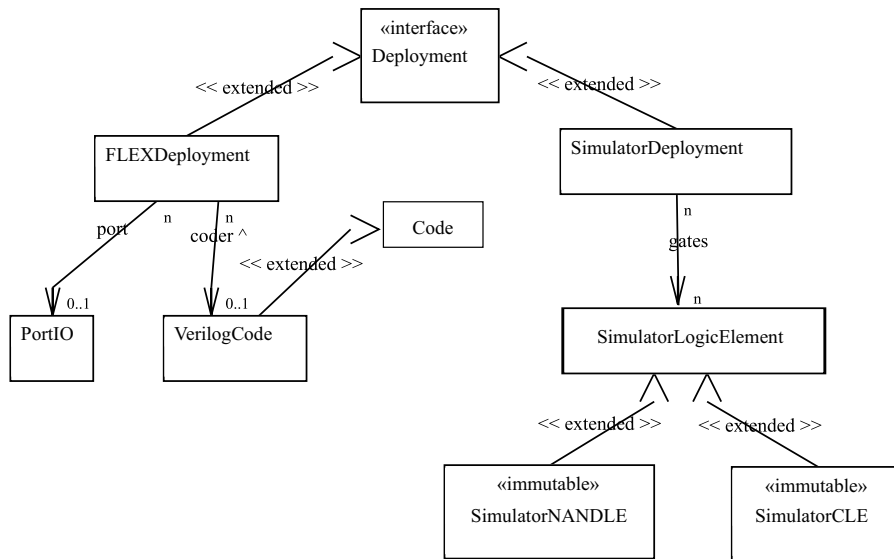 «interface»
Deployment
<< extended >>
<< extended >>
FLEXDeployment
SimulatorDeployment
n
n
n
port
coder ^
Code
gates
<< extended >>
0..1
0..1
n
PortIO
VerilogCode
SimulatorLogicElement
<< extended >>
<< extended >>
«immutable»
SimulatorNANDLE
«immutable»
SimulatorCLE